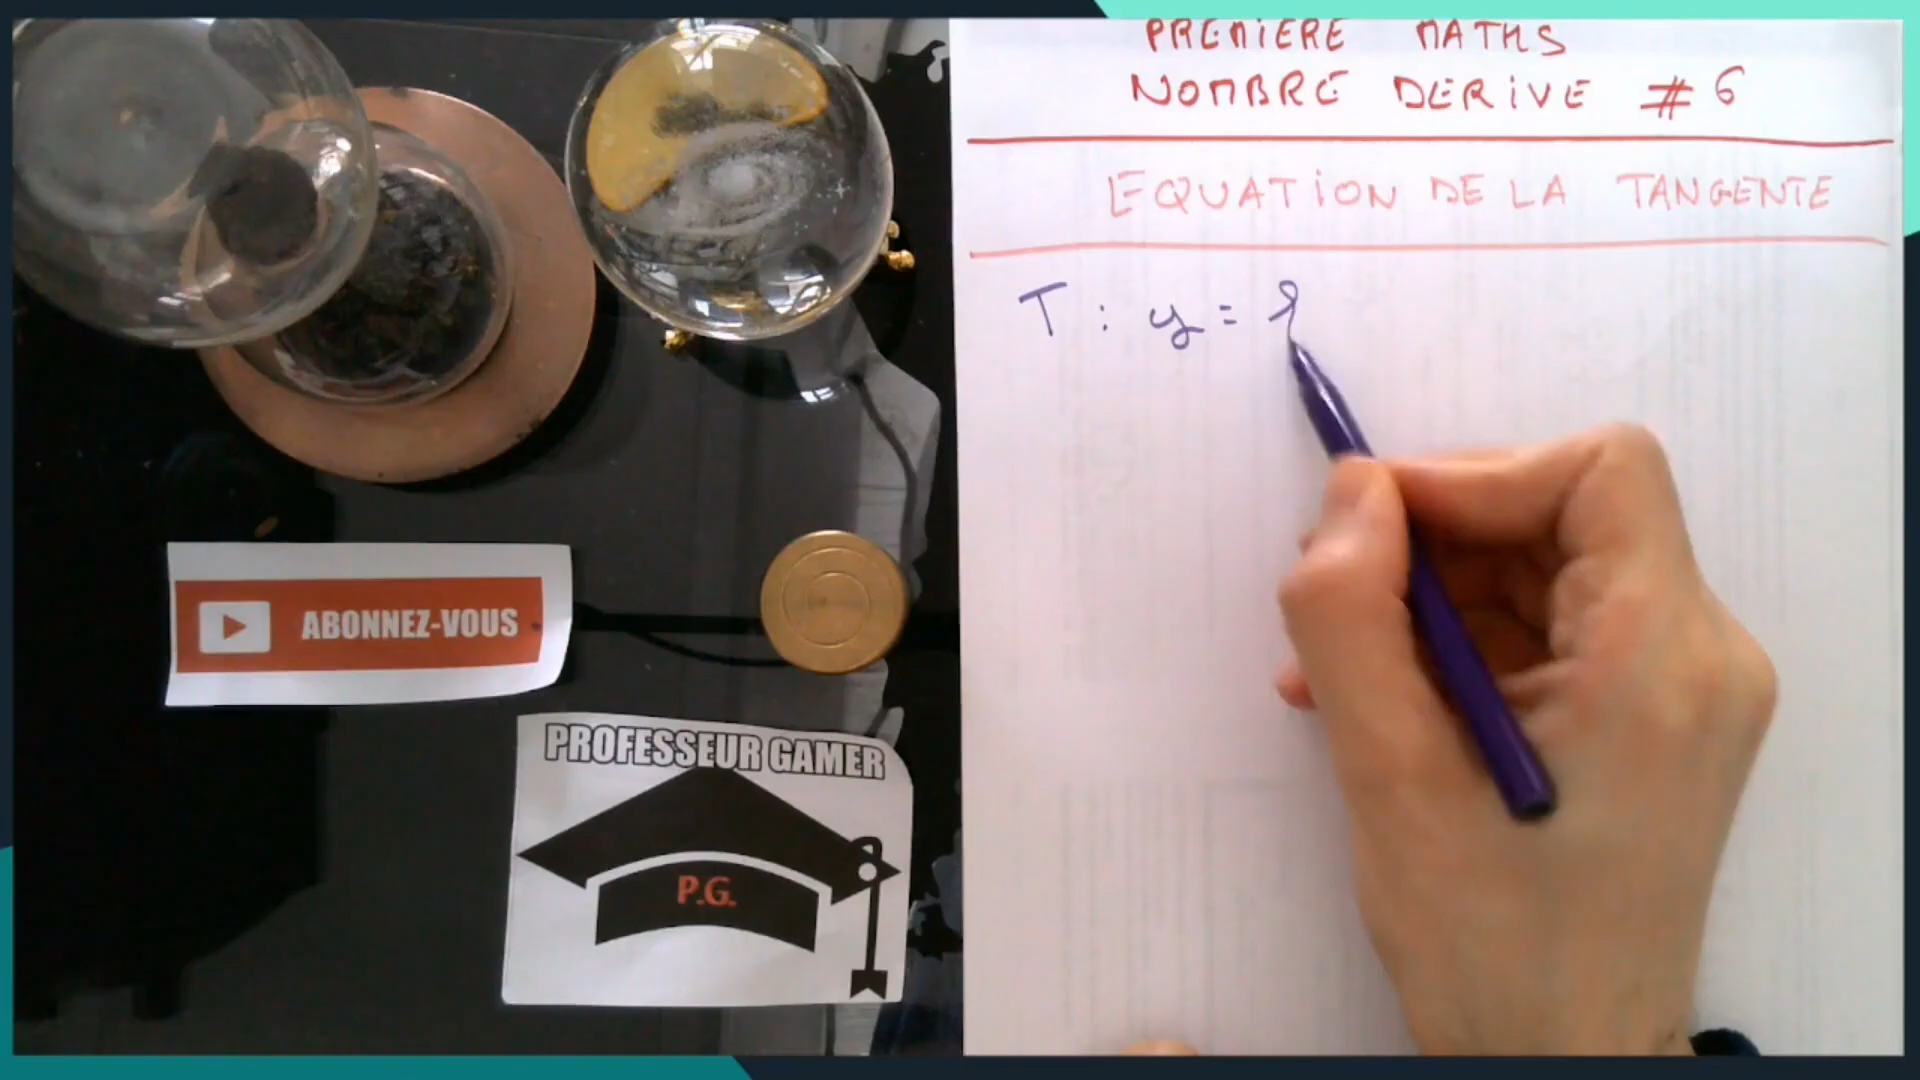 PREMIERE MATHS
NOMBRE DERIVE # 6
EQUATION DE LA TANGENTE
T : y =
ABONNEZ-VOUS
PROFESSEUR GAMER
P.G.